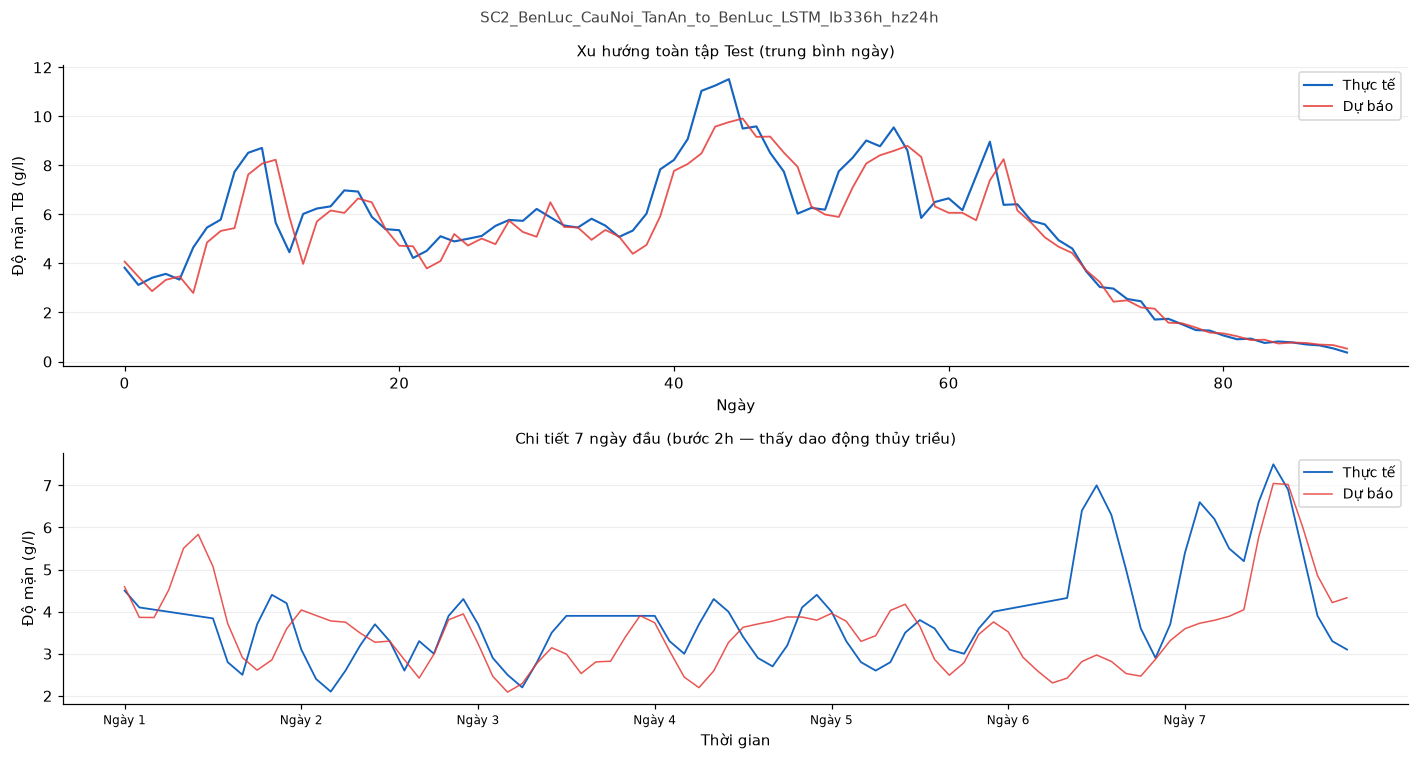 SC2_BenLuc_CauNoi_TanAn_to_BenLuc_LSTM_lb336h_hz24h
Xu hướng toàn tập Test (trung bình ngày)
Độ mặn TB (g/l)
12
10
8
6
4
2
0
Thực tế
Dự báo
0 20 40 60 80
Ngày
Chi tiết 7 ngày đầu (bước 2h — thấy dao động thủy triều)
Độ mặn (g/l)
7
6
5
4
3
2
Thực tế
Dự báo
Ngày 1 Ngày 2 Ngày 3 Ngày 4 Ngày 5 Ngày 6 Ngày 7
Thời gian